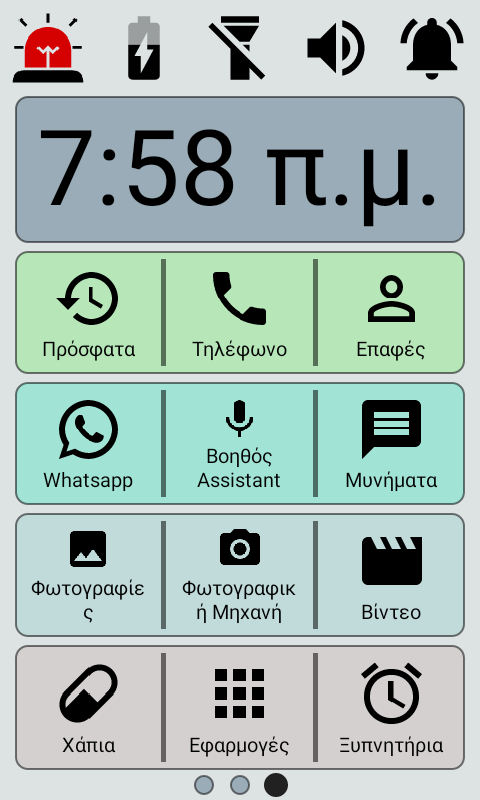 7:58 π.μ.
Πρόσφατα
Τηλέφωνο
Επαφές
Whatsapp
Βοηθός
Assistant
Μυνήματα
Φωτογραφίε
ς
Φωτογραφικ
ή Μηχανή
Βίντεο
Χάπια
Εφαρμογές
Ξυπνητήρια